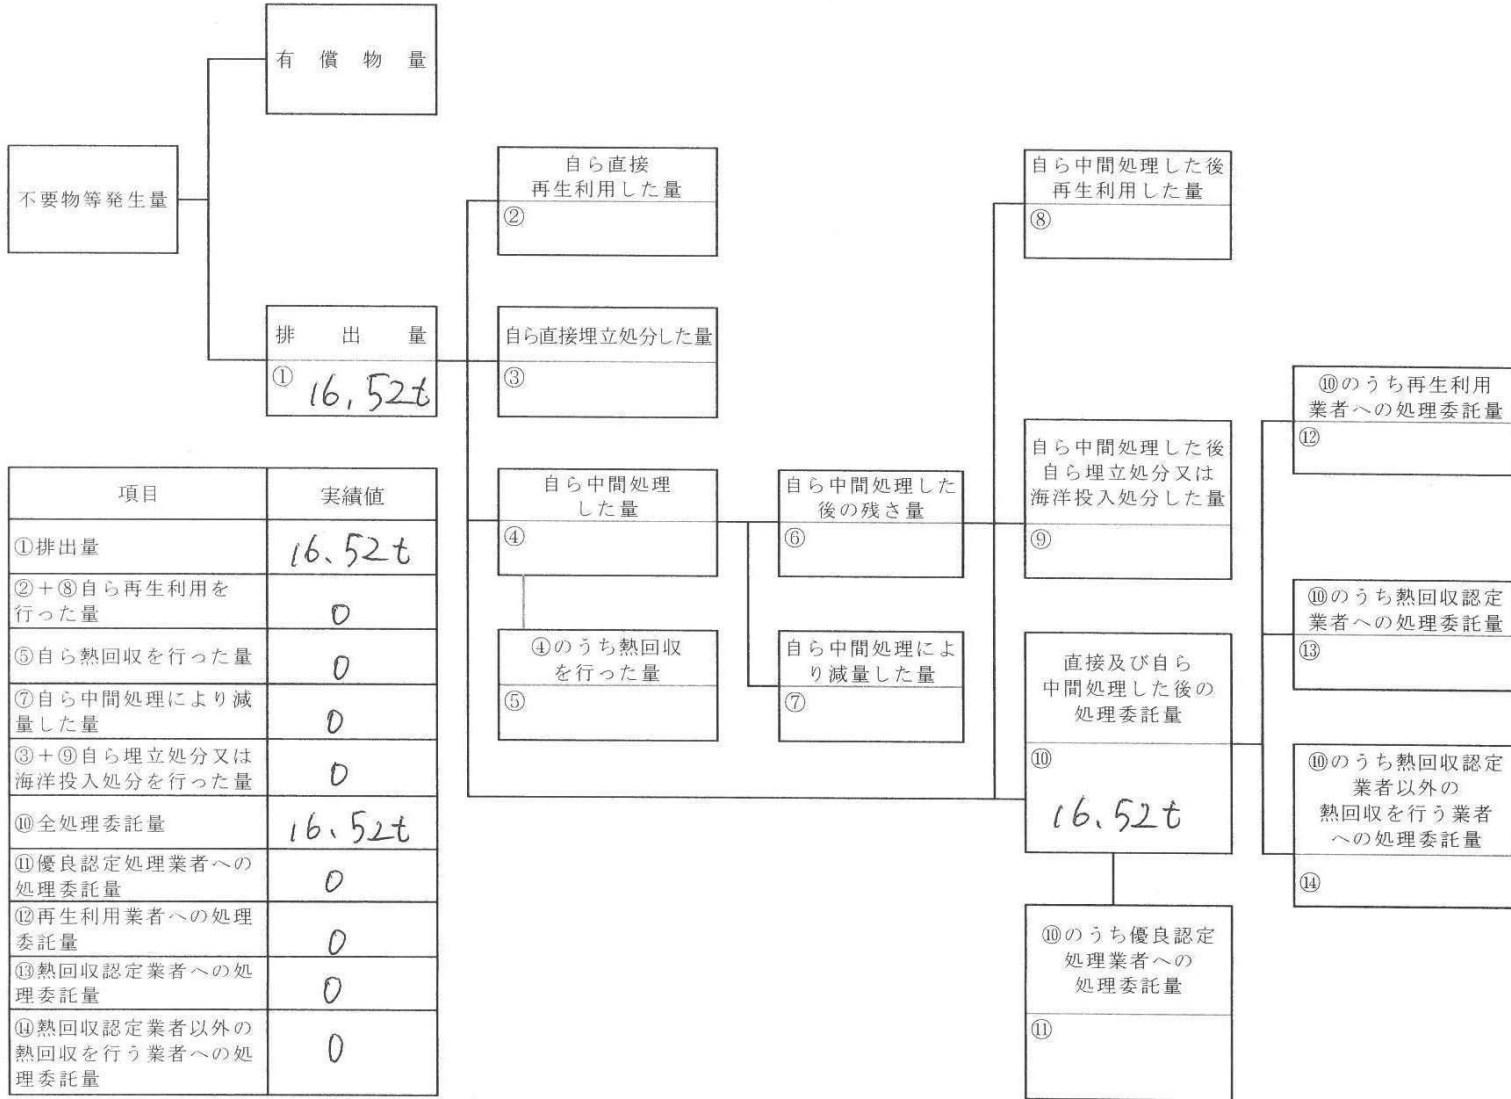 有償物量
不要物等発生量
排出量
① 16.52t
自ら直接
再生利用した量
②
自ら直接埋立処分した量
③
自ら中間処理
した量
④
④のうち熱回収
を行った量
⑤
自ら中間処理した
後の残さ量
⑥
自ら中間処理によ
り減量した量
⑦
自ら中間処理した後
再生利用した量
⑧
自ら中間処理した後
自ら埋立処分又は
海洋投入処分した量
⑨
直接及び自ら
中間処理した後の
処理委託量
⑩
16.52t
⑩のうち優良認定
処理業者への
処理委託量
⑪
⑩のうち再生利用
業者への処理委託量
⑫
⑩のうち熱回収認定
業者への処理委託量
⑬
⑩のうち熱回収認定
業者以外の
熱回収を行う業者
への処理委託量
⑭
項目 実績値
①排出量 16.52t
②+⑧自ら再生利用を
行った量 0
⑤自ら熱回収を行った量 0
⑦自ら中間処理により減
量した量 0
③+⑨自ら埋立処分又は
海洋投入処分を行った量 0
⑩全処理委託量 16.52t
⑪優良認定処理業者への
処理委託量 0
⑫再生利用業者への処理
委託量 0
⑬熱回収認定業者への処
理委託量 0
⑭熱回収認定業者以外の
熱回収を行う業者への処
理委託量 0